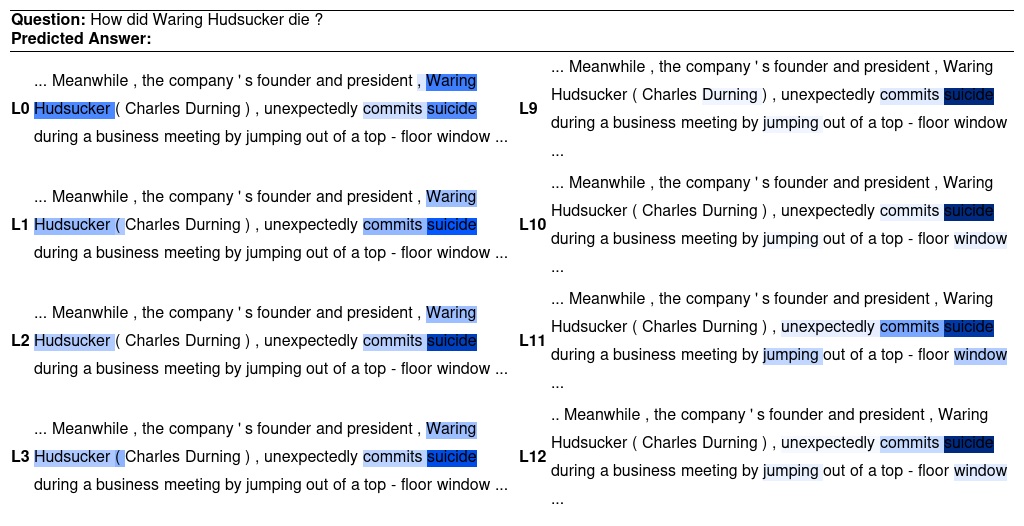 Question: How did Waring Hudsucker die ?
Predicted Answer:
... Meanwhile , the company ' s founder and president , Waring
L0 Hudsucker ( Charles Durning ) , unexpectedly commits suicide
during a business meeting by jumping out of a top - floor window ...
... Meanwhile , the company ' s founder and president , Waring
L1 Hudsucker ( Charles Durning ) , unexpectedly commits suicide
during a business meeting by jumping out of a top - floor window ...
... Meanwhile , the company ' s founder and president , Waring
L2 Hudsucker ( Charles Durning ) , unexpectedly commits suicide
during a business meeting by jumping out of a top - floor window ...
... Meanwhile , the company ' s founder and president , Waring
L3 Hudsucker ( Charles Durning ) , unexpectedly commits suicide
during a business meeting by jumping out of a top - floor window ...
... Meanwhile , the company ' s founder and president , Waring
L9 Hudsucker ( Charles Durning ) , unexpectedly commits suicide
during a business meeting by jumping out of a top - floor window
...
... Meanwhile , the company ' s founder and president , Waring
L10 Hudsucker ( Charles Durning ) , unexpectedly commits suicide
during a business meeting by jumping out of a top - floor window
...
... Meanwhile , the company ' s founder and president , Waring
L11 Hudsucker ( Charles Durning ) , unexpectedly commits suicide
during a business meeting by jumping out of a top - floor window
...
.. Meanwhile , the company ' s founder and president , Waring
L12 Hudsucker ( Charles Durning ) , unexpectedly commits suicide
during a business meeting by jumping out of a top - floor window
...